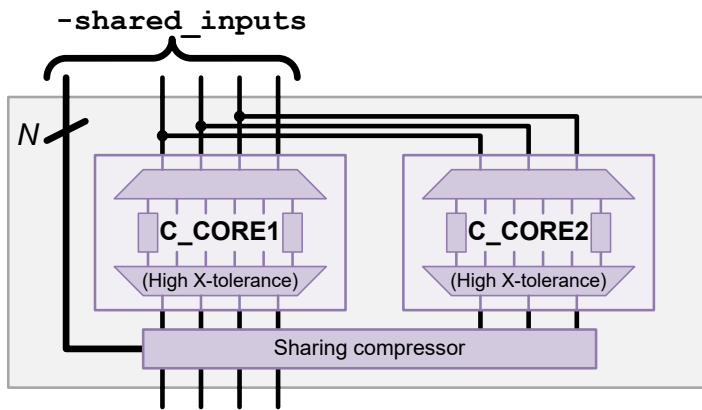 -shared_inputs
N
C_CORE1
C_CORE2
(High X-tolerance)
(High X-tolerance)
Sharing compressor